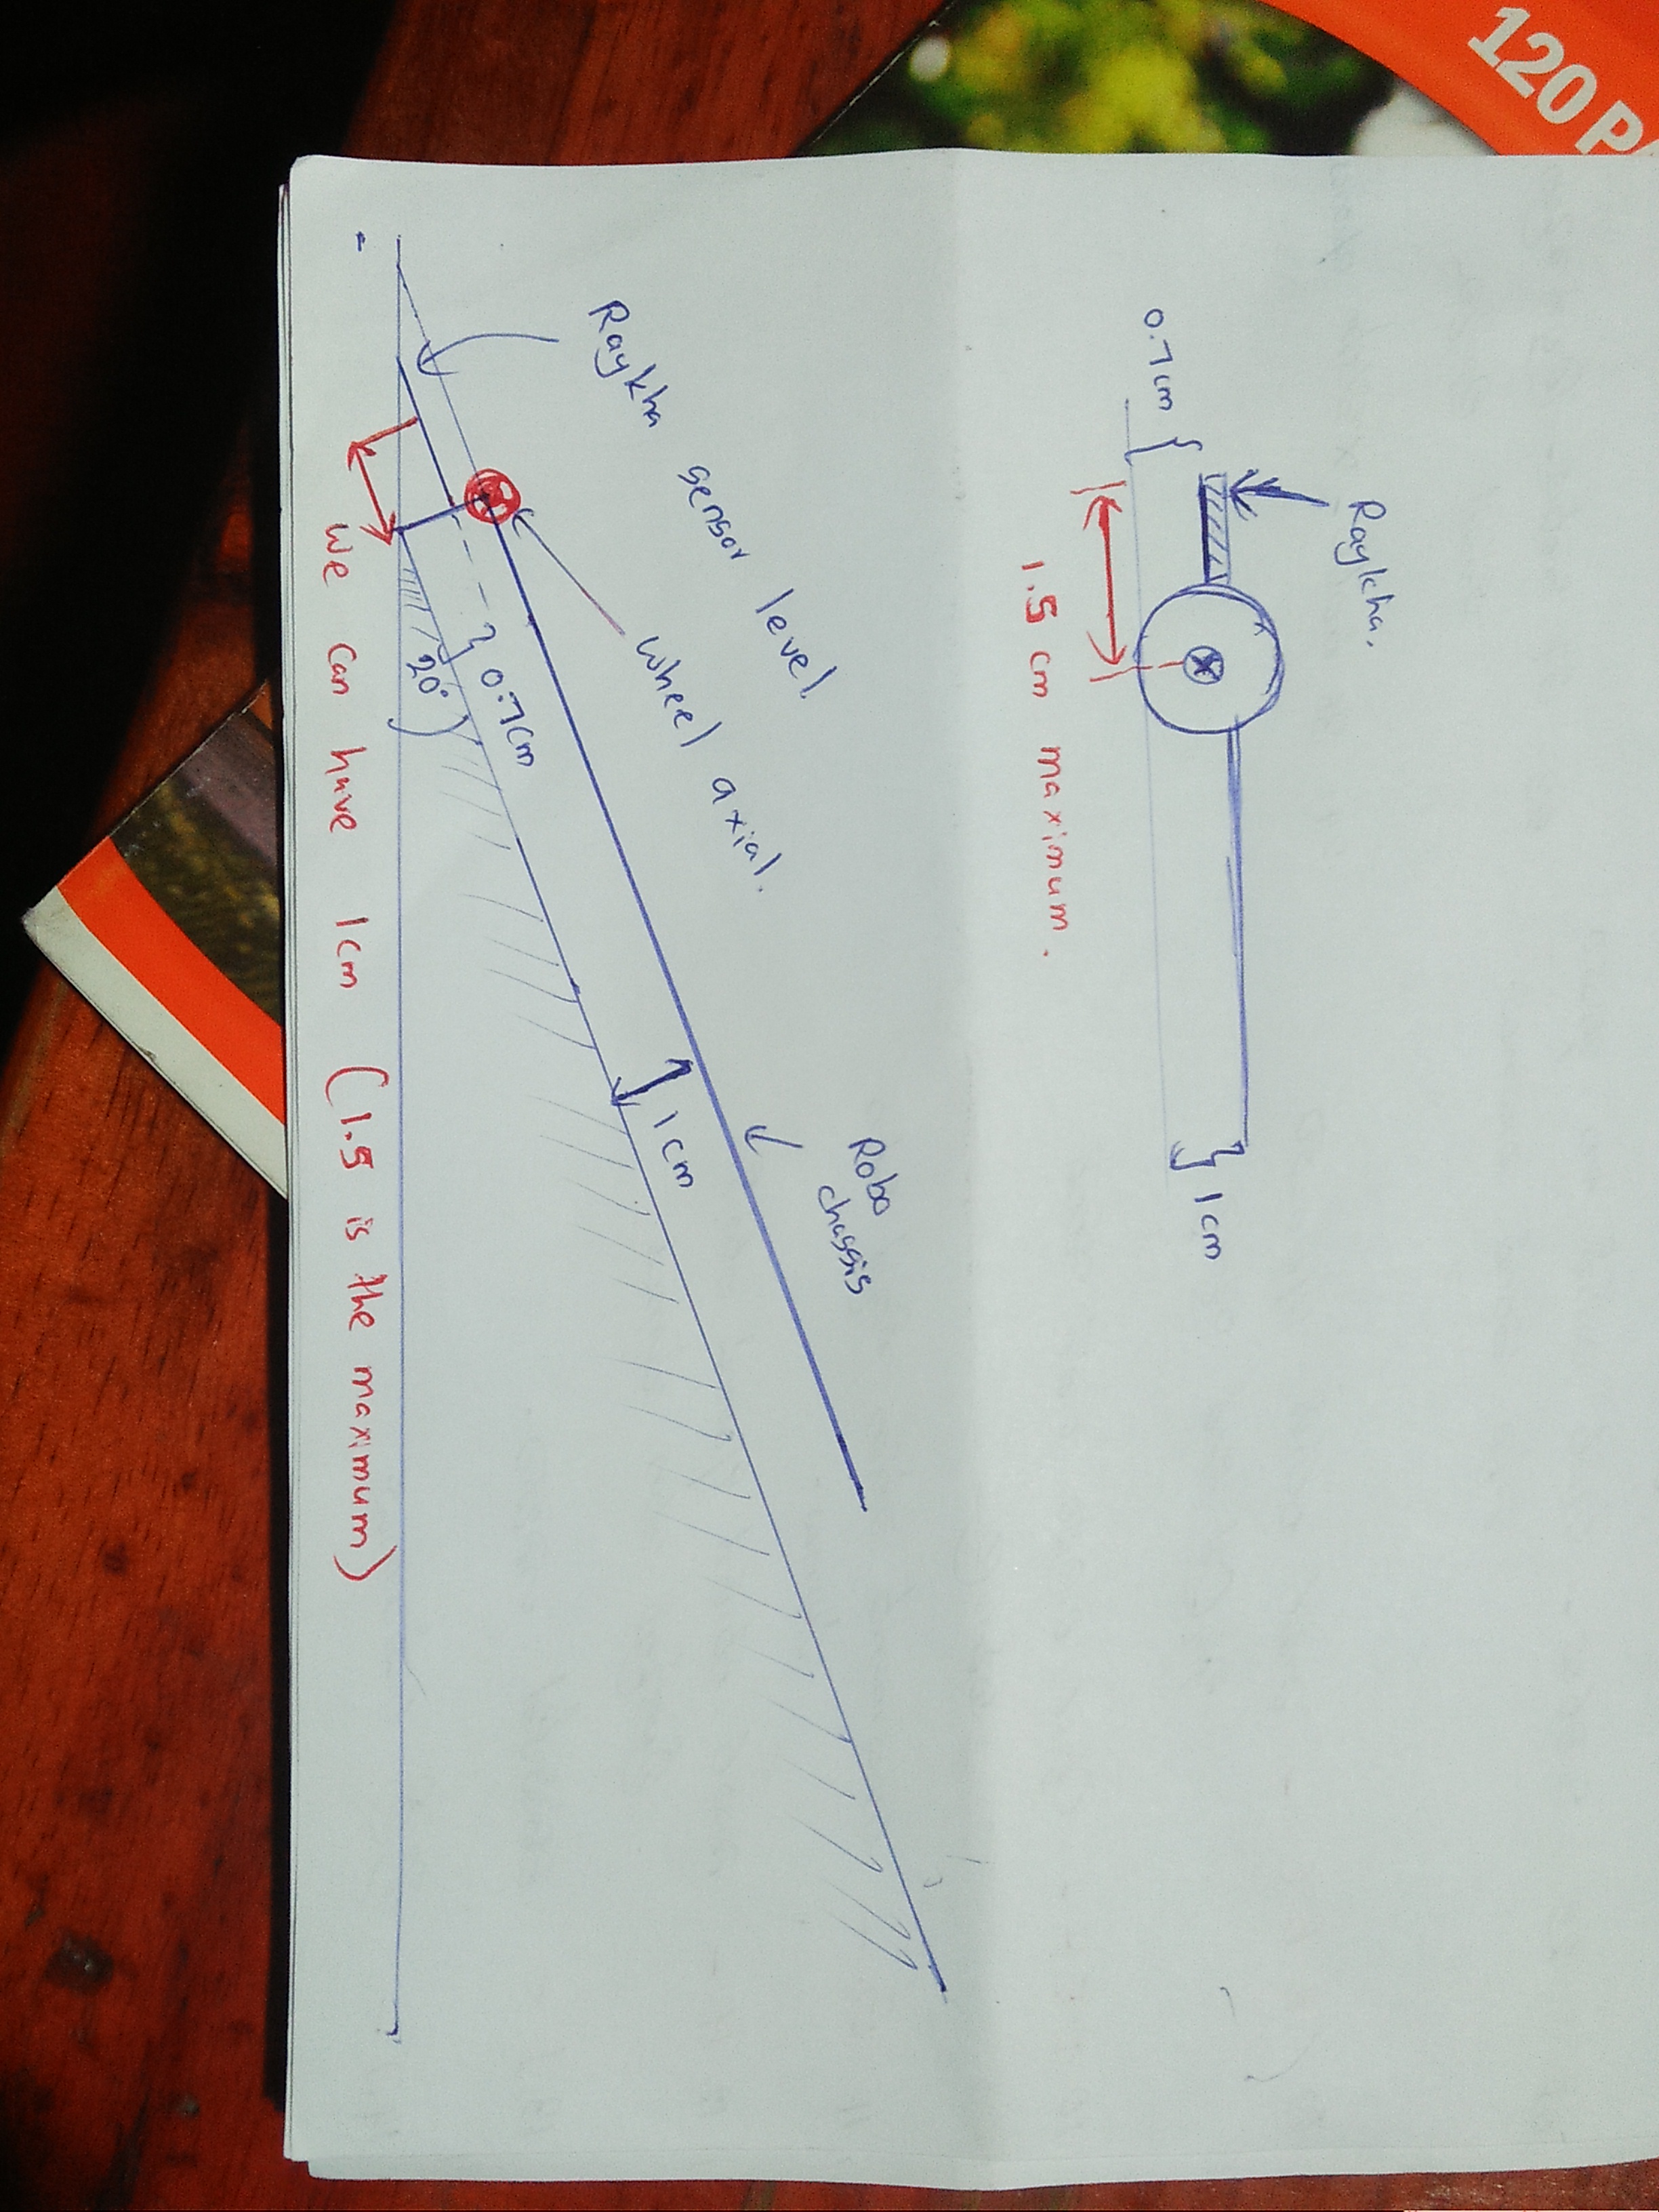 120 PA
Raykha.
0.7cm
1.5 cm maximum.
1cm
Raykha sensor level
Wheel axial.
Robo
chassis
0.7cm
1cm
20°
We can have 1cm (1.5 is the maximum)